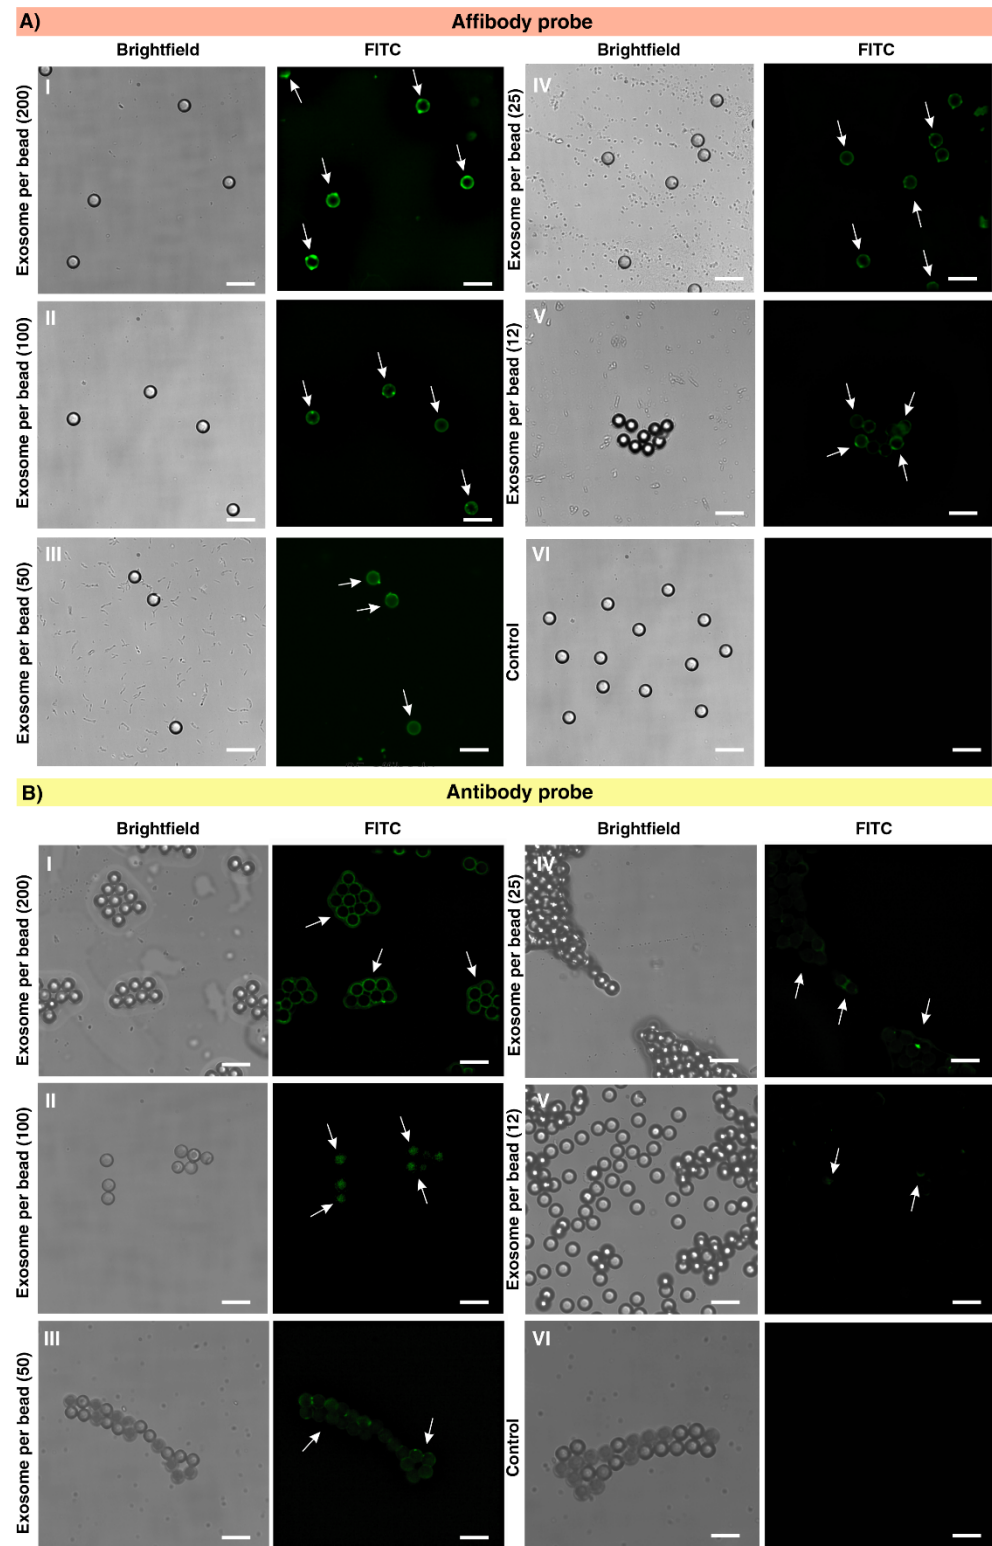 A) Affibody probe
Brightfield FITC Brightfield FITC
Exosome per bead (200) I
Exosome per bead (25) IV
Exosome per bead (100) II
Exosome per bead (12) V
Exosome per bead (50) III
Control VI
B) Antibody probe
Brightfield FITC Brightfield FITC
Exosome per bead (200) I
Exosome per bead (25) IV
Exosome per bead (100) II
Exosome per bead (12) V
Exosome per bead (50) III
Control VI